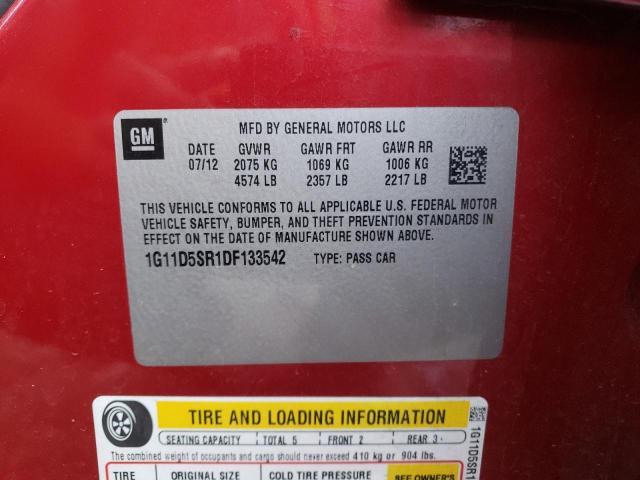 GM
MFD BY GENERAL MOTORS LLC
DATE GVWR GAWR FRT GAWR RR
07/12 2075 KG 1069 KG 1006 KG
4574 LB 2357 LB 2217 LB
THIS VEHICLE CONFORMS TO ALL APPLICABLE U.S. FEDERAL MOTOR
VEHICLE SAFETY, BUMPER, AND THEFT PREVENTION STANDARDS IN
EFFECT ON THE DATE OF MANUFACTURE SHOWN ABOVE.
1G11D5SR1DF133542 TYPE: PASS CAR
TIRE AND LOADING INFORMATION
SEATING CAPACITY TOTAL 5 FRONT 2 REAR 3
The combined weight of occupants and cargo should never exceed 410 kg or 904 lbs.
TIRE ORIGINAL SIZE COLD TIRE PRESSURE SEE OWNER'S
1G11D5SR1